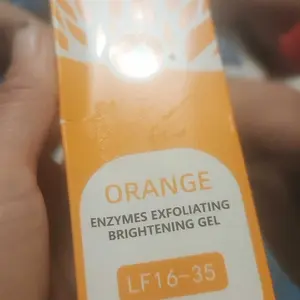 ORANGE
ENZYMES EXFOLIATING
BRIGHTENING GEL
LF16-35